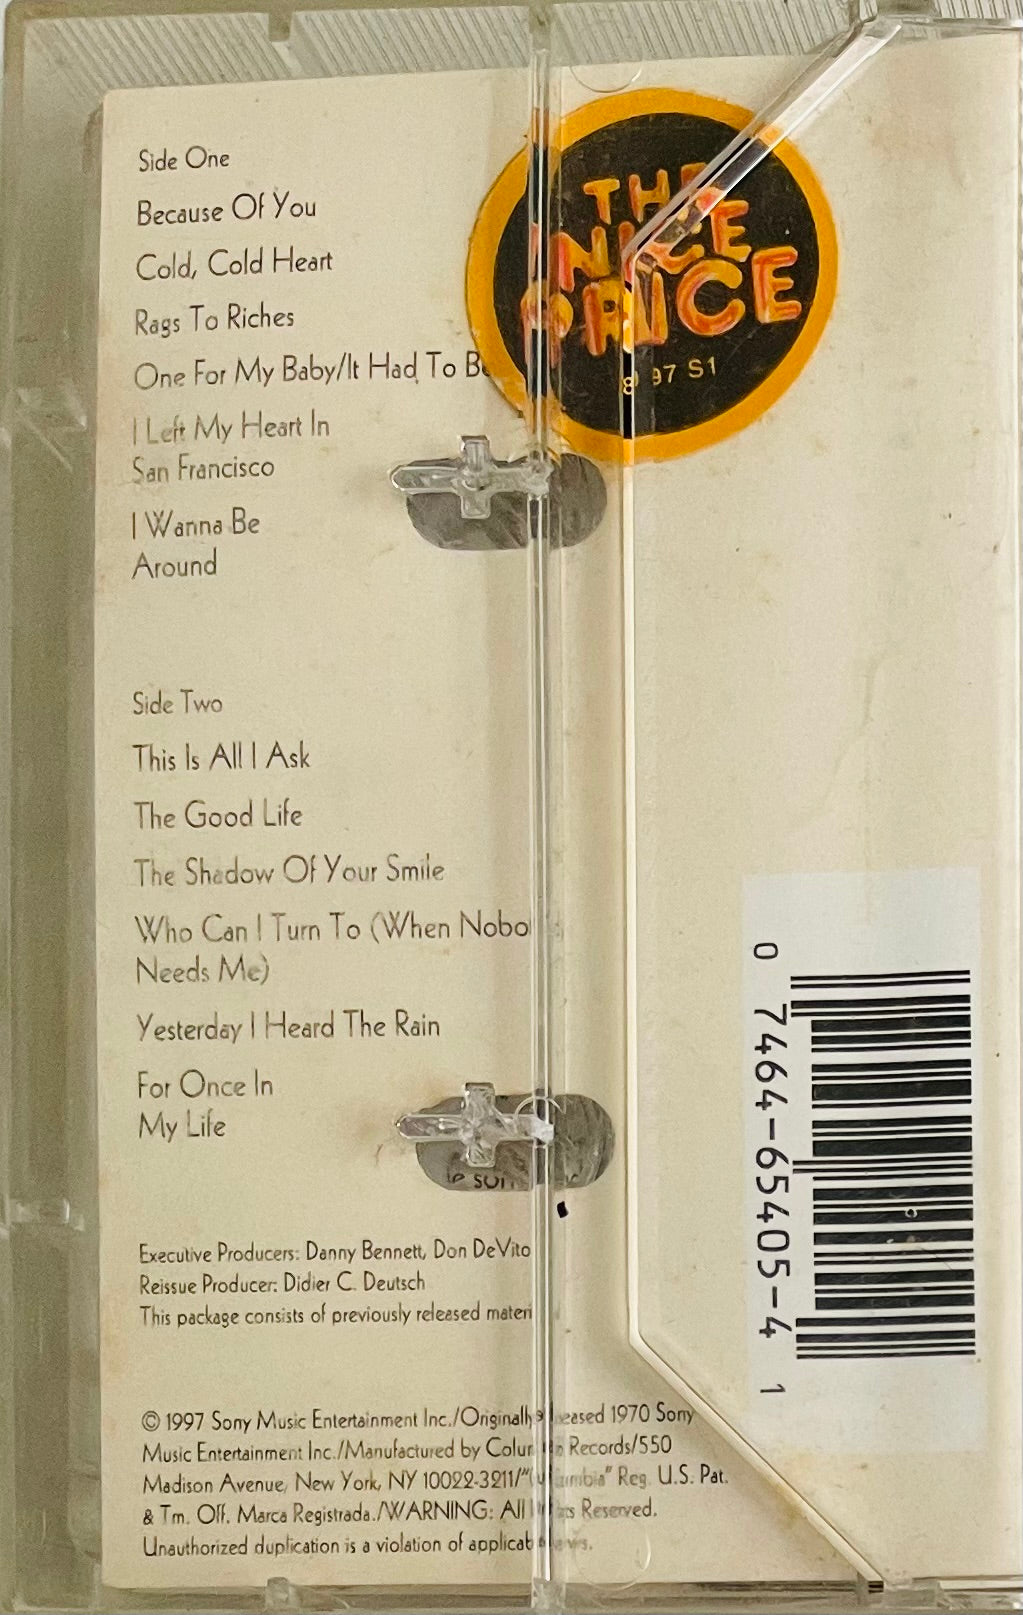 Side One
Because Of You
Cold, Cold Heart
Rags To Riches
One For My Baby/It Had To
I Left My Heart In
San Francisco
I Wanna Be
Around
THE
NICE
PRICE
97 S1
Side Two
This Is All I Ask
The Good Life
The Shadow Of Your Smile
Who Can I Turn To (When
Needs Me)
Yesterday I Heard The Rain
For Once In
My Life
Executive Producers: Danny Bennett, Don DeVito
Reissue Producer: Didier C. Deutsch
This package consists of previously released
© 1997 Sony Music Entertainment Inc./Originally 1970 Sony
Music Entertainment Inc./Manufactured by Records/550
Madison Avenue, New York, NY 10022-3211/ Reg. U.S. Pat.
& Tm. Off. Marca Registrada./WARNING: All Reserved.
Unauthorized duplication is a violation of
0 7464-65405-4 1